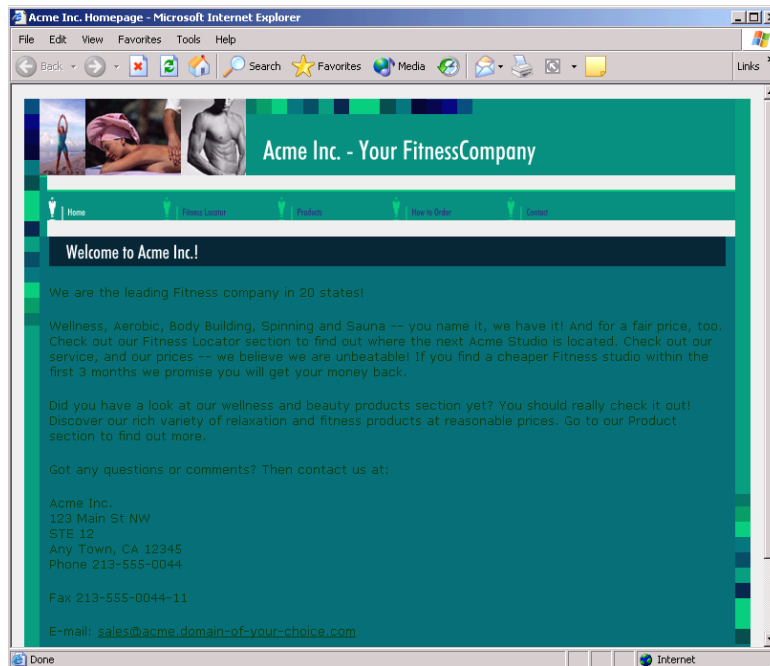 Acme Inc. Homepage - Microsoft Internet Explorer
File Edit View Favorites Tools Help
Back Search Favorites Media Links
Acme Inc. - Your FitnessCompany
Home Fitness Locator Products How to Order Contact
Welcome to Acme Inc.!
We are the leading Fitness company in 20 states!
Wellness, Aerobic, Body Building, Spinning and Sauna -- you name it, we have it! And for a fair price, too.
Check out our Fitness Locator section to find out where the next Acme Studio is located. Check out our
service, and our prices -- we believe we are unbeatable! If you find a cheaper Fitness studio within the
first 3 months we promise you will get your money back.
Did you have a look at our wellness and beauty products section yet? You should really check it out!
Discover our rich variety of relaxation and fitness products at reasonable prices. Go to our Product
section to find out more.
Got any questions or comments? Then contact us at:
Acme Inc.
123 Main St NW
STE 12
Any Town, CA 12345
Phone 213-555-0044
Fax 213-555-0044-11
E-mail: sales@acme.domain-of-your-choice.com
Done Internet